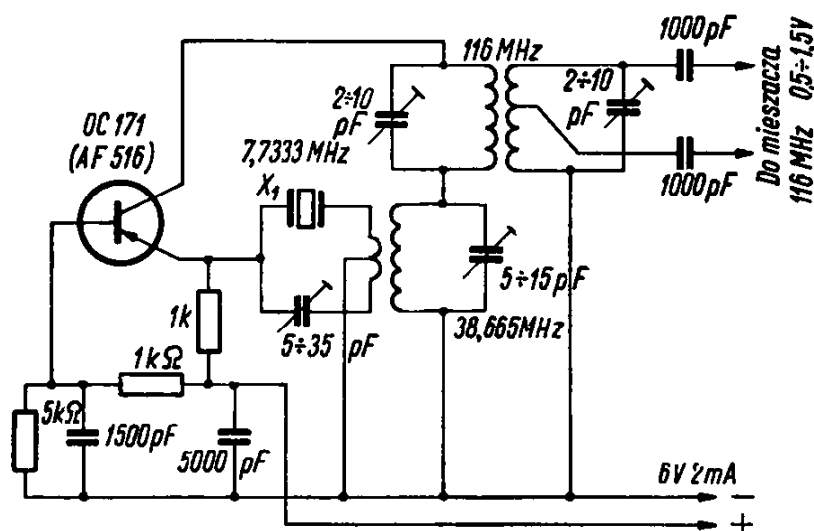 116 MHz
1000pF
2÷10
pF
2÷10
pF
1000pF
Do mieszacza
116 MHz 0,5÷1,5V
OC 171
(AF 516)
7,7333 MHz
X1
5÷15pF
38,665MHz
1k
5÷35 pF
1kΩ
5kΩ
1500pF
5000 pF
6V 2mA
-
+